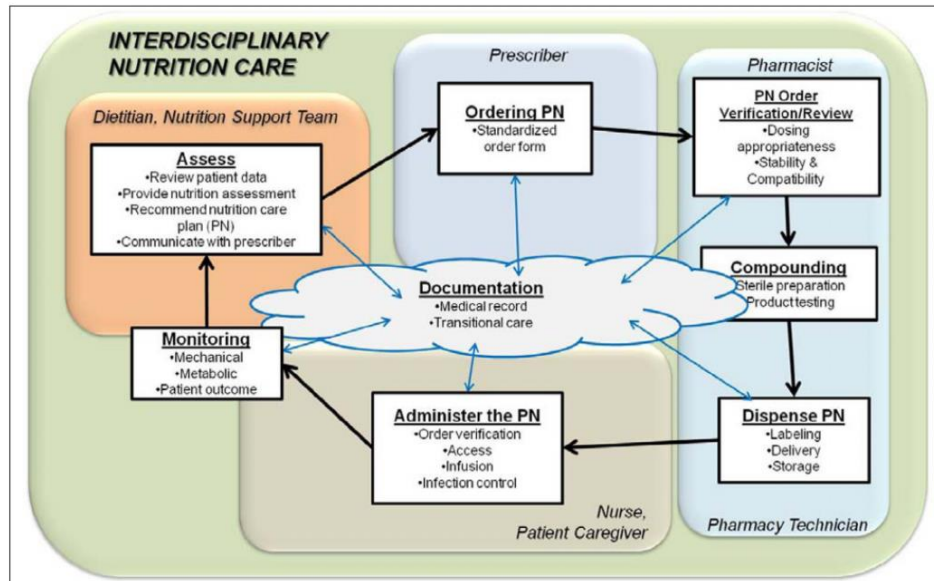 INTERDISCIPLINARY
NUTRITION CARE
Dietitian, Nutrition Support Team
Assess
•Review patient data
•Provide nutrition assessment
•Recommend nutrition care
plan (PN)
•Communicate with prescriber
Prescriber
Ordering PN
•Standardized
order form
Pharmacist
PN Order
Verification/Review
•Dosing
appropriateness
•Stability &
Compatibility
Compounding
Sterile preparation
Product testing
Documentation
•Medical record
•Transitional care
Monitoring
•Mechanical
•Metabolic
•Patient outcome
Administer the PN
•Order verification
•Access
•Infusion
•Infection control
Dispense PN
•Labeling
•Delivery
•Storage
Nurse,
Patient Caregiver
Pharmacy Technician